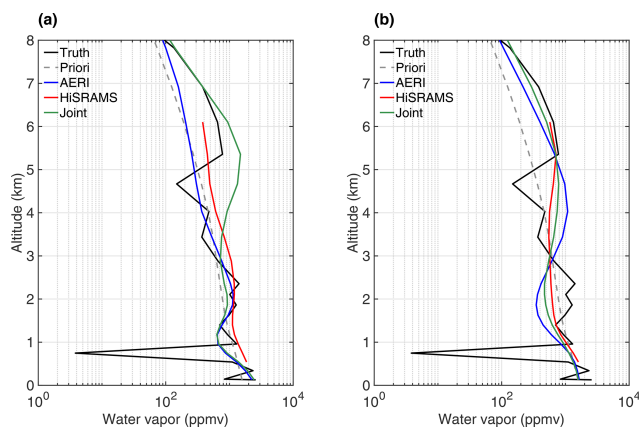 (a)
8
7
6
5
4
3
2
1
0
Altitude (km)
Truth
Priori
AERI
HiSRAMS
Joint
10^0
10^2
10^4
Water vapor (ppmv)
(b)
8
7
6
5
4
3
2
1
0
Altitude (km)
Truth
Priori
AERI
HiSRAMS
Joint
10^0
10^2
10^4
Water vapor (ppmv)